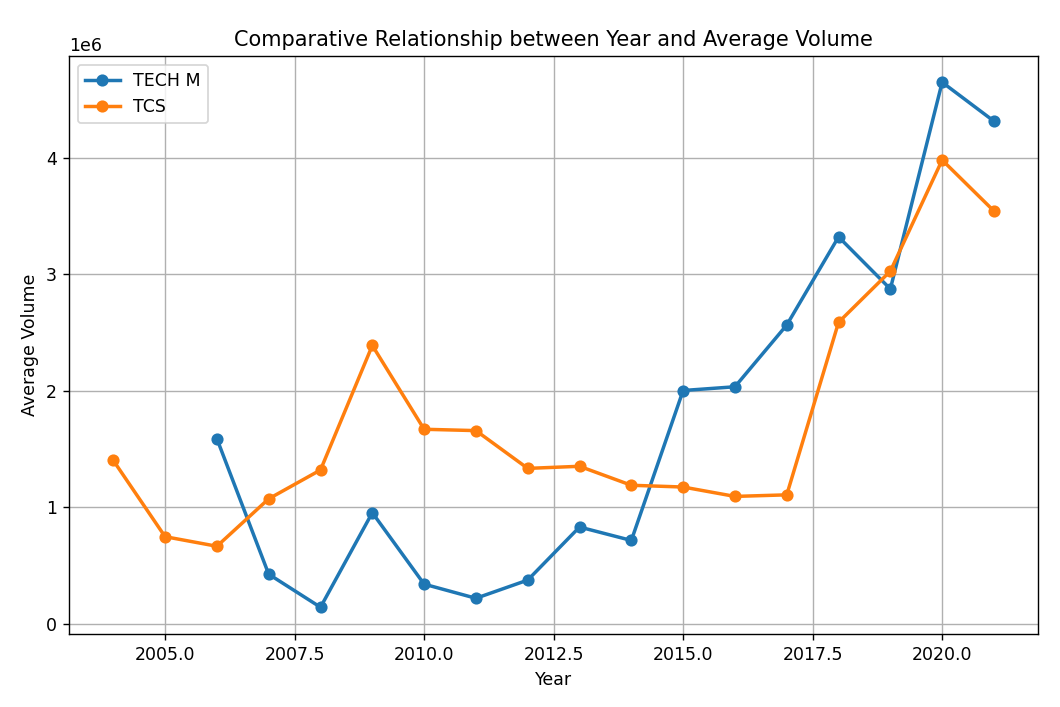 Comparative Relationship between Year and Average Volume
1e6
TECH M
TCS
4
3
2
1
0
Average Volume
2005.0 2007.5 2010.0 2012.5 2015.0 2017.5 2020.0
Year